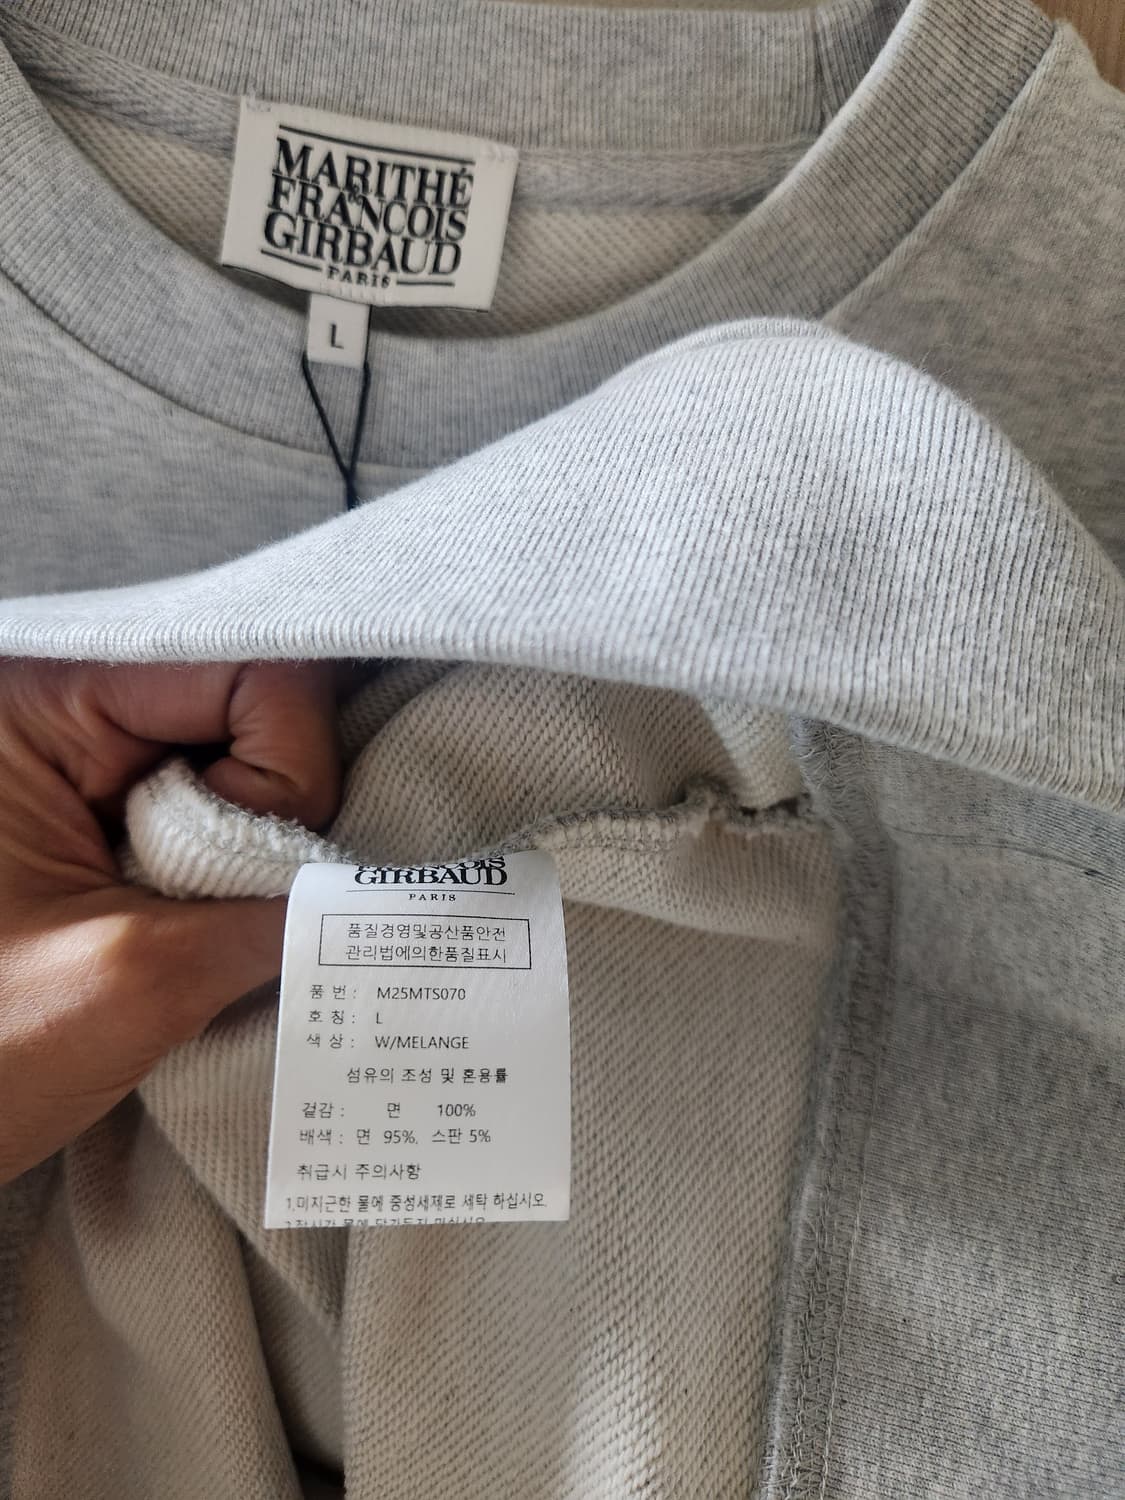 MARITHÉ
FRANCOIS
&
GIRBAUD
PARIS
L
FRANCOIS
GIRBAUD
PARIS
품질경영및공산품안전
관리법에의한품질표시
품 번 : M25MTS070
호 칭 : L
색 상 : W/MELANGE
섬유의 조성 및 혼용률
겉감 : 면 100%
배색 : 면 95%, 스판 5%
취급시 주의사항
1.미지근한 물에 중성세제로 세탁 하십시오.